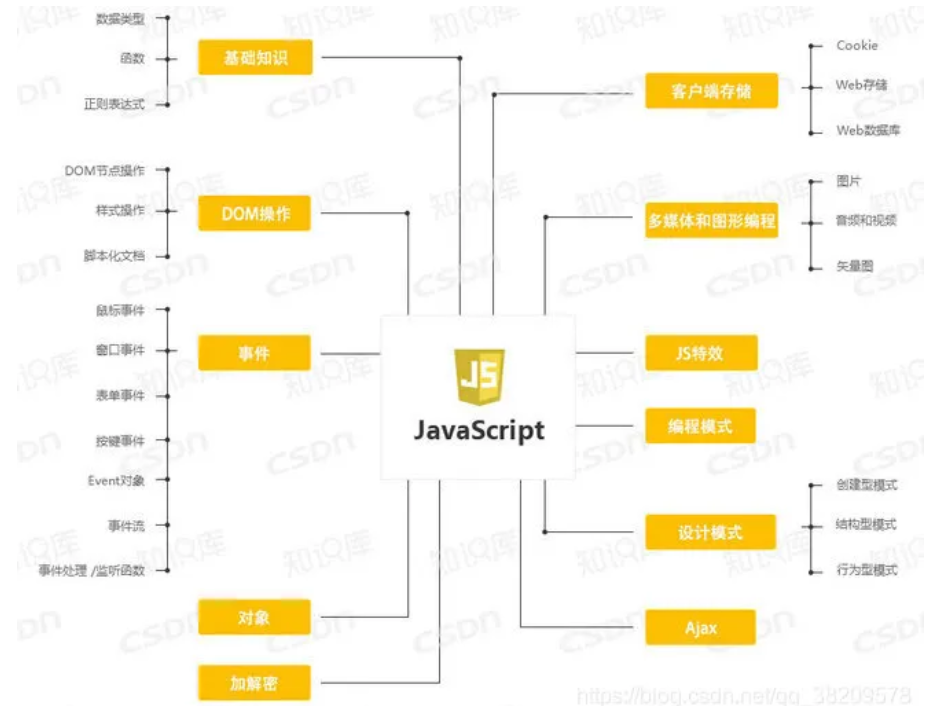 数据类型
函数
正则表达式
基础知识
DOM节点操作
样式操作
脚本化文档
DOM操作
鼠标事件
窗口事件
表单事件
按键事件
Event对象
事件流
事件处理 /监听函数
事件
对象
加解密
JS
JavaScript
客户端存储
Cookie
Web存储
Web数据库
多媒体和图形编程
图片
音频和视频
矢量图
JS特效
编程模式
设计模式
创建型模式
结构型模式
行为型模式
Ajax
知识库
CSDN
https://blog.csdn.net/qq_38209578